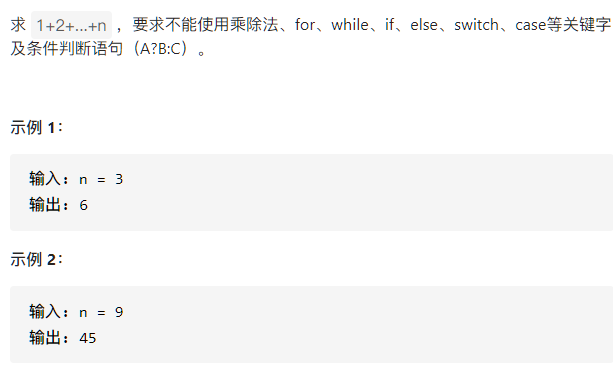 求 1+2+...+n ，要求不能使用乘除法、for、while、if、else、switch、case等关键字
及条件判断语句（A?B:C）。
示例 1：
输入：n = 3
输出：6
示例 2：
输入：n = 9
输出：45